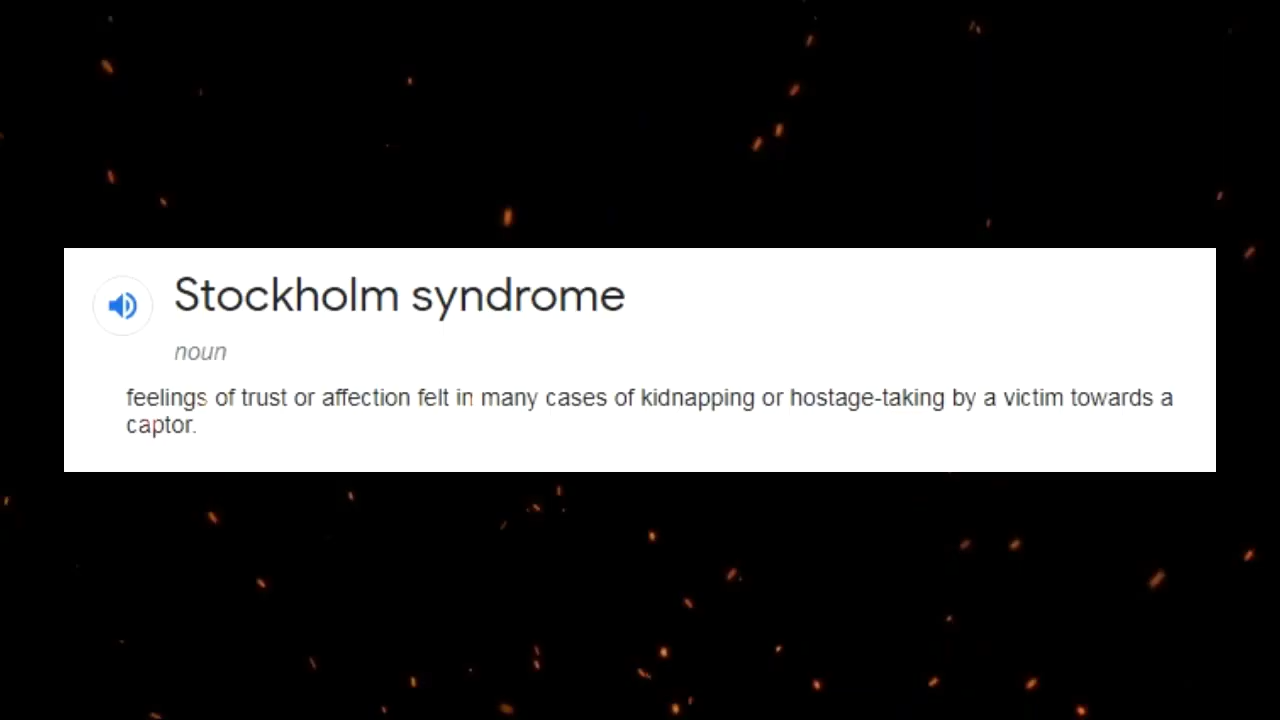 Stockholm syndrome
noun
feelings of trust or affection felt in many cases of kidnapping or hostage-taking by a victim towards a
captor.